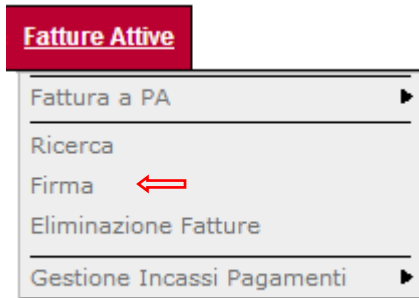 Fatture Attive
Fattura a PA
Ricerca
Firma
Eliminazione Fatture
Gestione Incassi Pagamenti